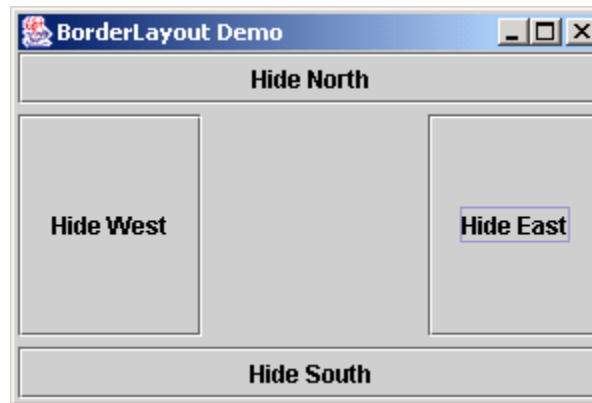 BorderLayout Demo
Hide North
Hide West
Hide East
Hide South